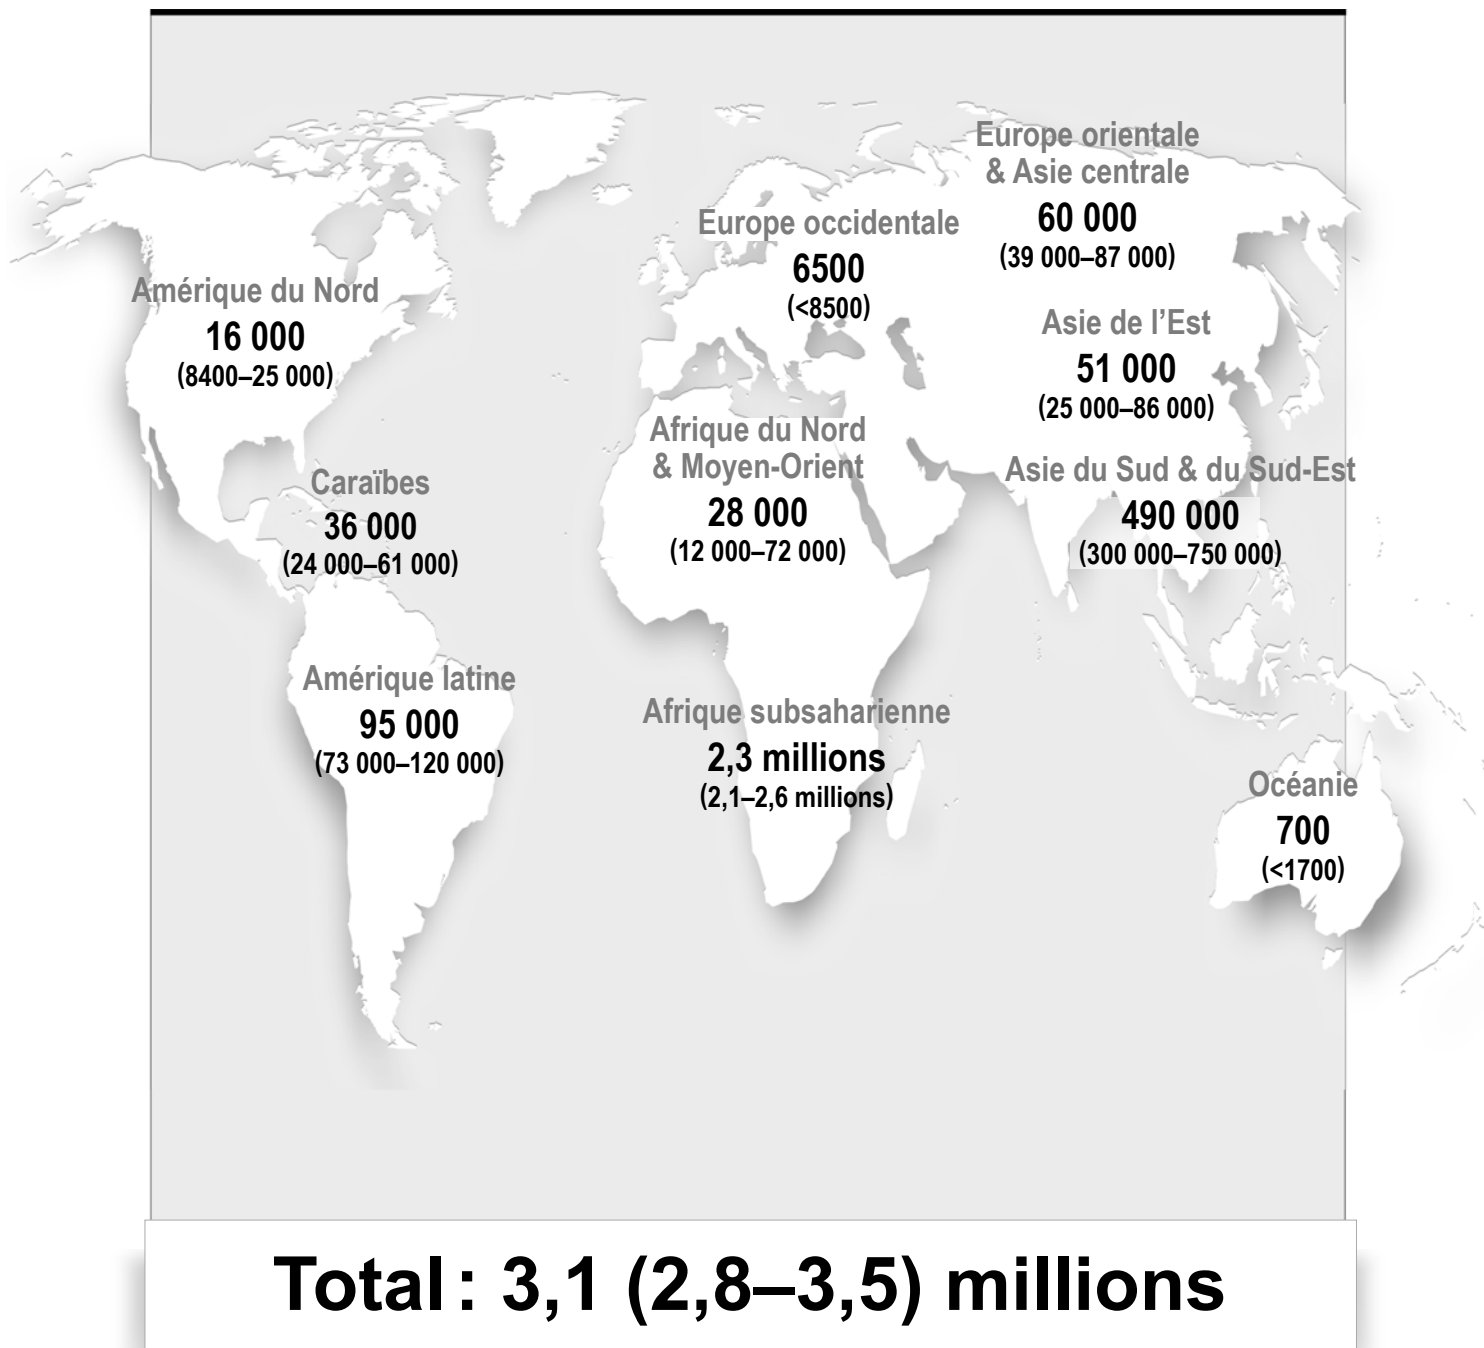 Europe orientale
& Asie centrale
60 000
(39 000–87 000)
Europe occidentale
6500
(<8500)
Amérique du Nord
16 000
(8400–25 000)
Asie de l’Est
51 000
(25 000–86 000)
Afrique du Nord
& Moyen-Orient
28 000
(12 000–72 000)
Asie du Sud & du Sud-Est
490 000
(300 000–750 000)
Caraïbes
36 000
(24 000–61 000)
Amérique latine
95 000
(73 000–120 000)
Afrique subsaharienne
2,3 millions
(2,1–2,6 millions)
Océanie
700
(<1700)
Total : 3,1 (2,8–3,5) millions